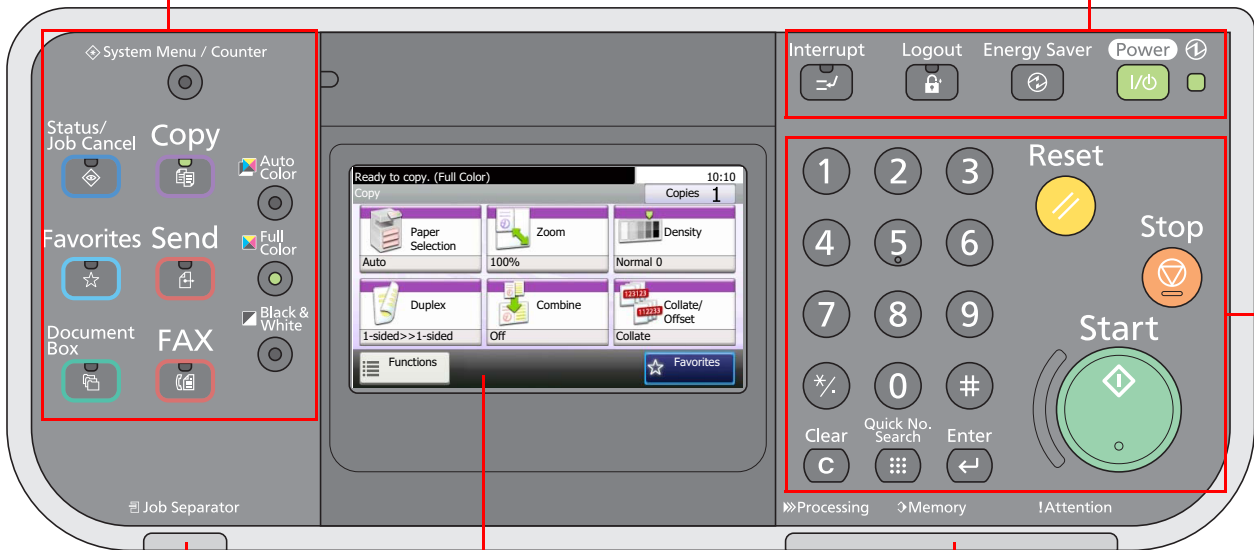 System Menu / Counter
Status/
Job Cancel
Copy
Auto
Color
Favorites
Send
Full
Color
Document
Box
FAX
Black &
White
Job Separator
Ready to copy. (Full Color)
10:10
Copy
Copies 1
Paper
Selection
Auto
Zoom
100%
Density
Normal 0
Duplex
1-sided>>1-sided
Combine
Off
123123
112233
Collate/
Offset
Collate
Functions
Favorites
Interrupt
Logout
Energy Saver
Power
1 2 3
Reset
4 5 6
Stop
7 8 9
Start
*/. 0 #
Clear
Quick No.
Search
Enter
C
Processing
Memory
!Attention